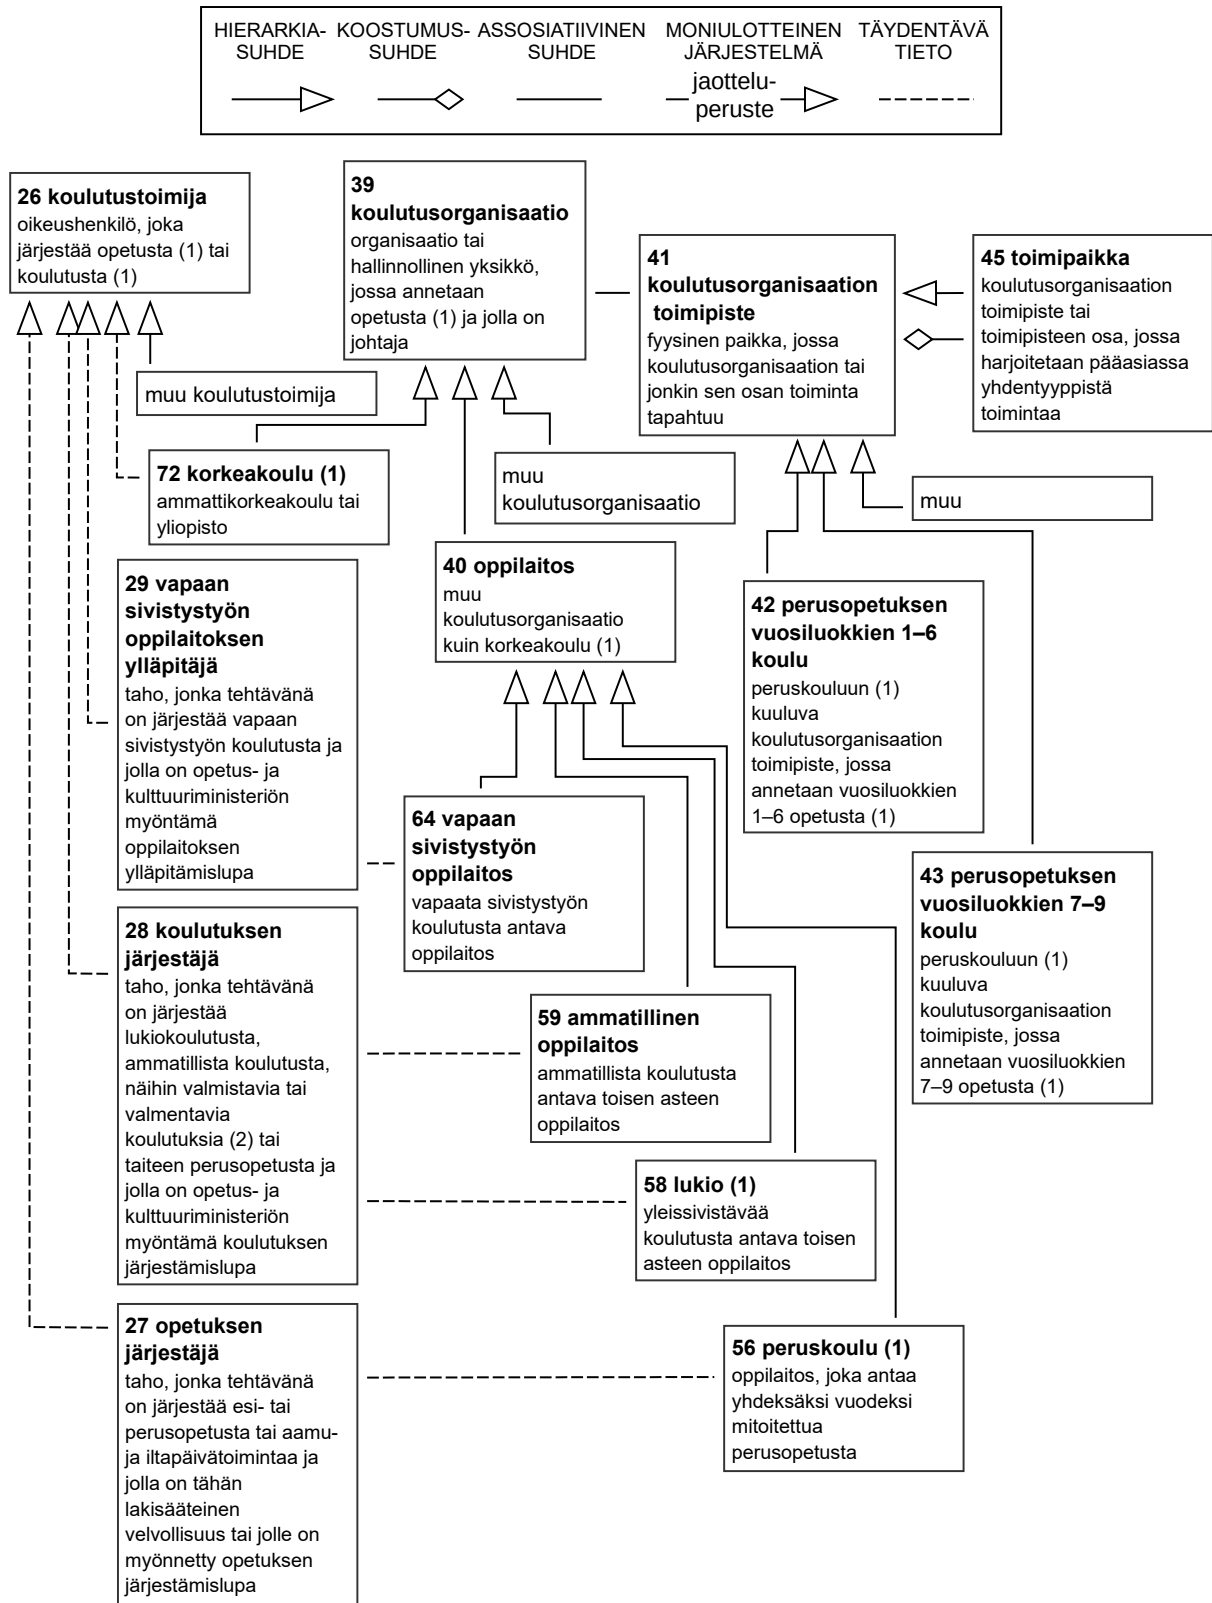 HIERARKIA-
SUHDE
KOOSTUMUS-
SUHDE
ASSOSIATIIVINEN
SUHDE
MONIULOTTEINEN
JÄRJESTELMÄ
jaottelu-
peruste
TÄYDENTÄVÄ
TIETO
26 koulutustoimija
oikeushenkilö, joka
järjestää opetusta (1) tai
koulutusta (1)
39
koulutusorganisaatio
organisaatio tai
hallinnollinen yksikkö,
jossa annetaan
opetusta (1) ja jolla on
johtaja
41
koulutusorganisaation
toimipiste
fyysinen paikka, jossa
koulutusorganisaation tai
jonkin sen osan toiminta
tapahtuu
45 toimipaikka
koulutusorganisaation
toimipiste tai
toimipisteen osa, jossa
harjoitetaan pääasiassa
yhdentyyppistä
toimintaa
muu koulutustoimija
72 korkeakoulu (1)
ammattikorkeakoulu tai
yliopisto
muu
koulutusorganisaatio
muu
40 oppilaitos
muu
koulutusorganisaatio
kuin korkeakoulu (1)
29 vapaan
sivistystyön
oppilaitoksen
ylläpitäjä
taho, jonka tehtävänä
on järjestää vapaan
sivistystyön koulutusta ja
jolla on opetus- ja
kulttuuriministeriön
myöntämä
oppilaitoksen
ylläpitämislupa
42 perusopetuksen
vuosiluokkien 1–6
koulu
peruskouluun (1)
kuuluva
koulutusorganisaation
toimipiste, jossa
annetaan vuosiluokkien
1–6 opetusta (1)
64 vapaan
sivistystyön
oppilaitos
vapaata sivistystyön
koulutusta antava
oppilaitos
43 perusopetuksen
vuosiluokkien 7–9
koulu
peruskouluun (1)
kuuluva
koulutusorganisaation
toimipiste, jossa
annetaan vuosiluokkien
7–9 opetusta (1)
28 koulutuksen
järjestäjä
taho, jonka tehtävänä
on järjestää
lukiokoulutusta,
ammatillista koulutusta,
näihin valmistavia tai
valmentavia
koulutuksia (2) tai
taiteen perusopetusta ja
jolla on opetus- ja
kulttuuriministeriön
myöntämä koulutuksen
järjestämislupa
59 ammatillinen
oppilaitos
ammatillista koulutusta
antava toisen asteen
oppilaitos
58 lukio (1)
yleissivistävää
koulutusta antava toisen
asteen oppilaitos
27 opetuksen
järjestäjä
taho, jonka tehtävänä
on järjestää esi- tai
perusopetusta tai aamu-
ja iltapäivätoimintaa ja
jolla on tähän
lakisääteinen
velvollisuus tai jolle on
myönnetty opetuksen
järjestämislupa
56 peruskoulu (1)
oppilaitos, joka antaa
yhdeksäksi vuodeksi
mitoitettua
perusopetusta